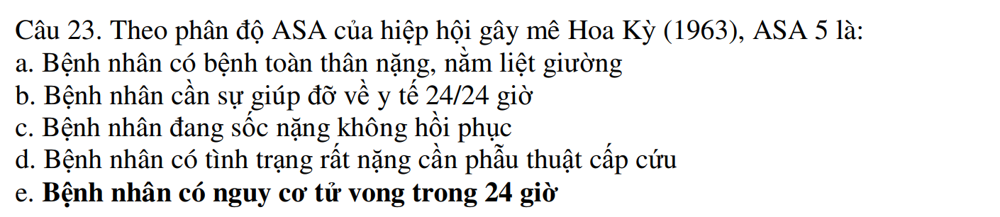 Câu 23. Theo phân độ ASA của hiệp hội gây mê Hoa Kỳ (1963), ASA 5 là:
a. Bệnh nhân có bệnh toàn thân nặng, nằm liệt giường
b. Bệnh nhân cần sự giúp đỡ về y tế 24/24 giờ
c. Bệnh nhân đang sốc nặng không hồi phục
d. Bệnh nhân có tình trạng rất nặng cần phẫu thuật cấp cứu
e. Bệnh nhân có nguy cơ tử vong trong 24 giờ